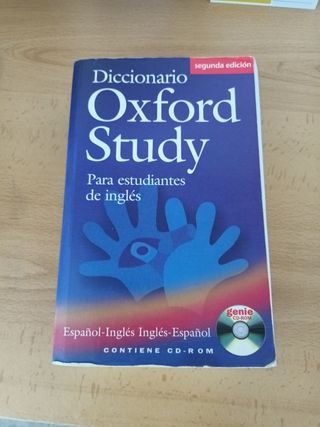 segunda edición
Diccionario
Oxford
Study
Para estudiantes
de inglés
genie
CD-ROM
Español-Inglés Inglés-Español
CONTIENE CD-ROM